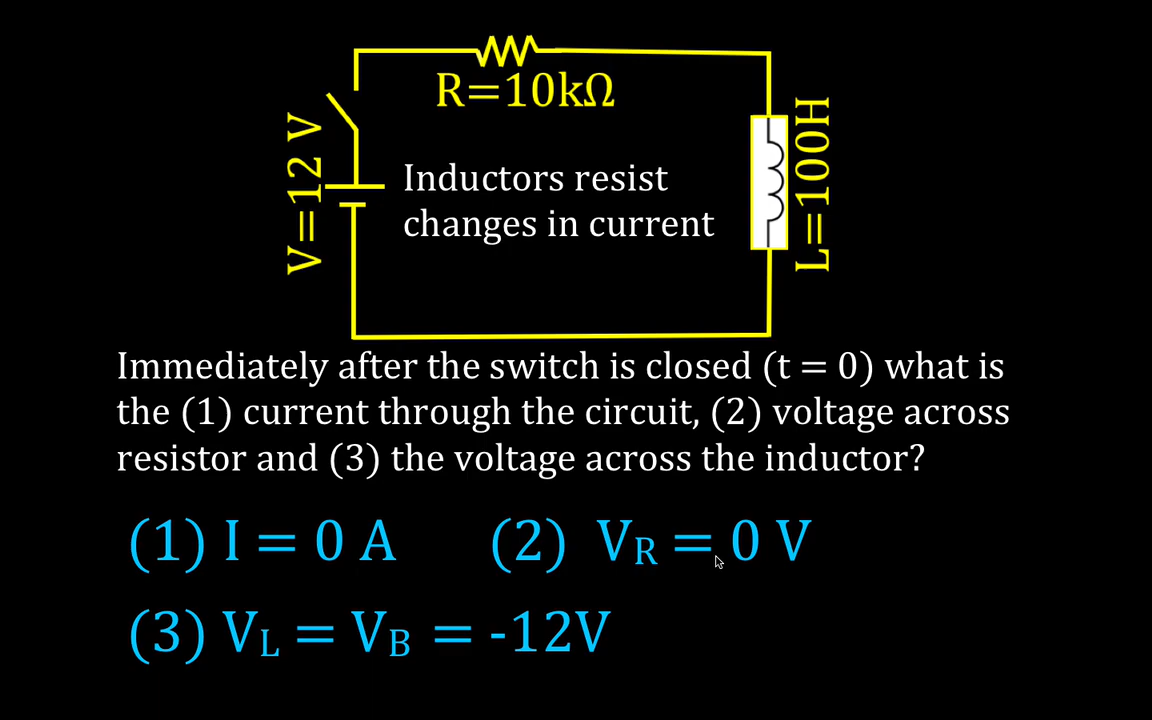 R=10kΩ
V=12 V
Inductors resist
changes in current
L=100H
Immediately after the switch is closed (t = 0) what is
the (1) current through the circuit, (2) voltage across
resistor and (3) the voltage across the inductor?
(1) I = 0 A (2) VR = 0 V
(3) VL = VB = -12V